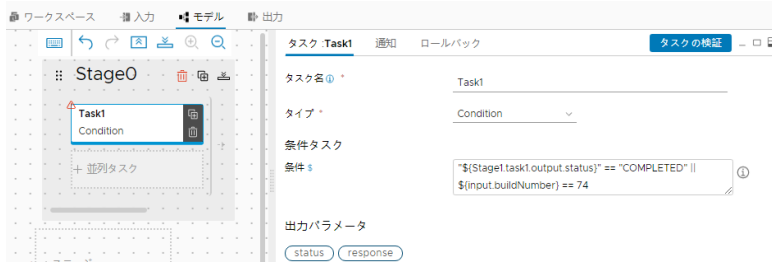 ワークスペース 入力 モデル 出力
タスク :Task1 通知 ロールバック タスクの検証
Stage0
タスク名 *
Task1
Task1
Condition
タイプ *
Condition
+ 並列タスク
条件タスク
条件 $
"${Stage1.task1.output.status}" == "COMPLETED" ||
${input.buildNumber} == 74
出力パラメータ
status response